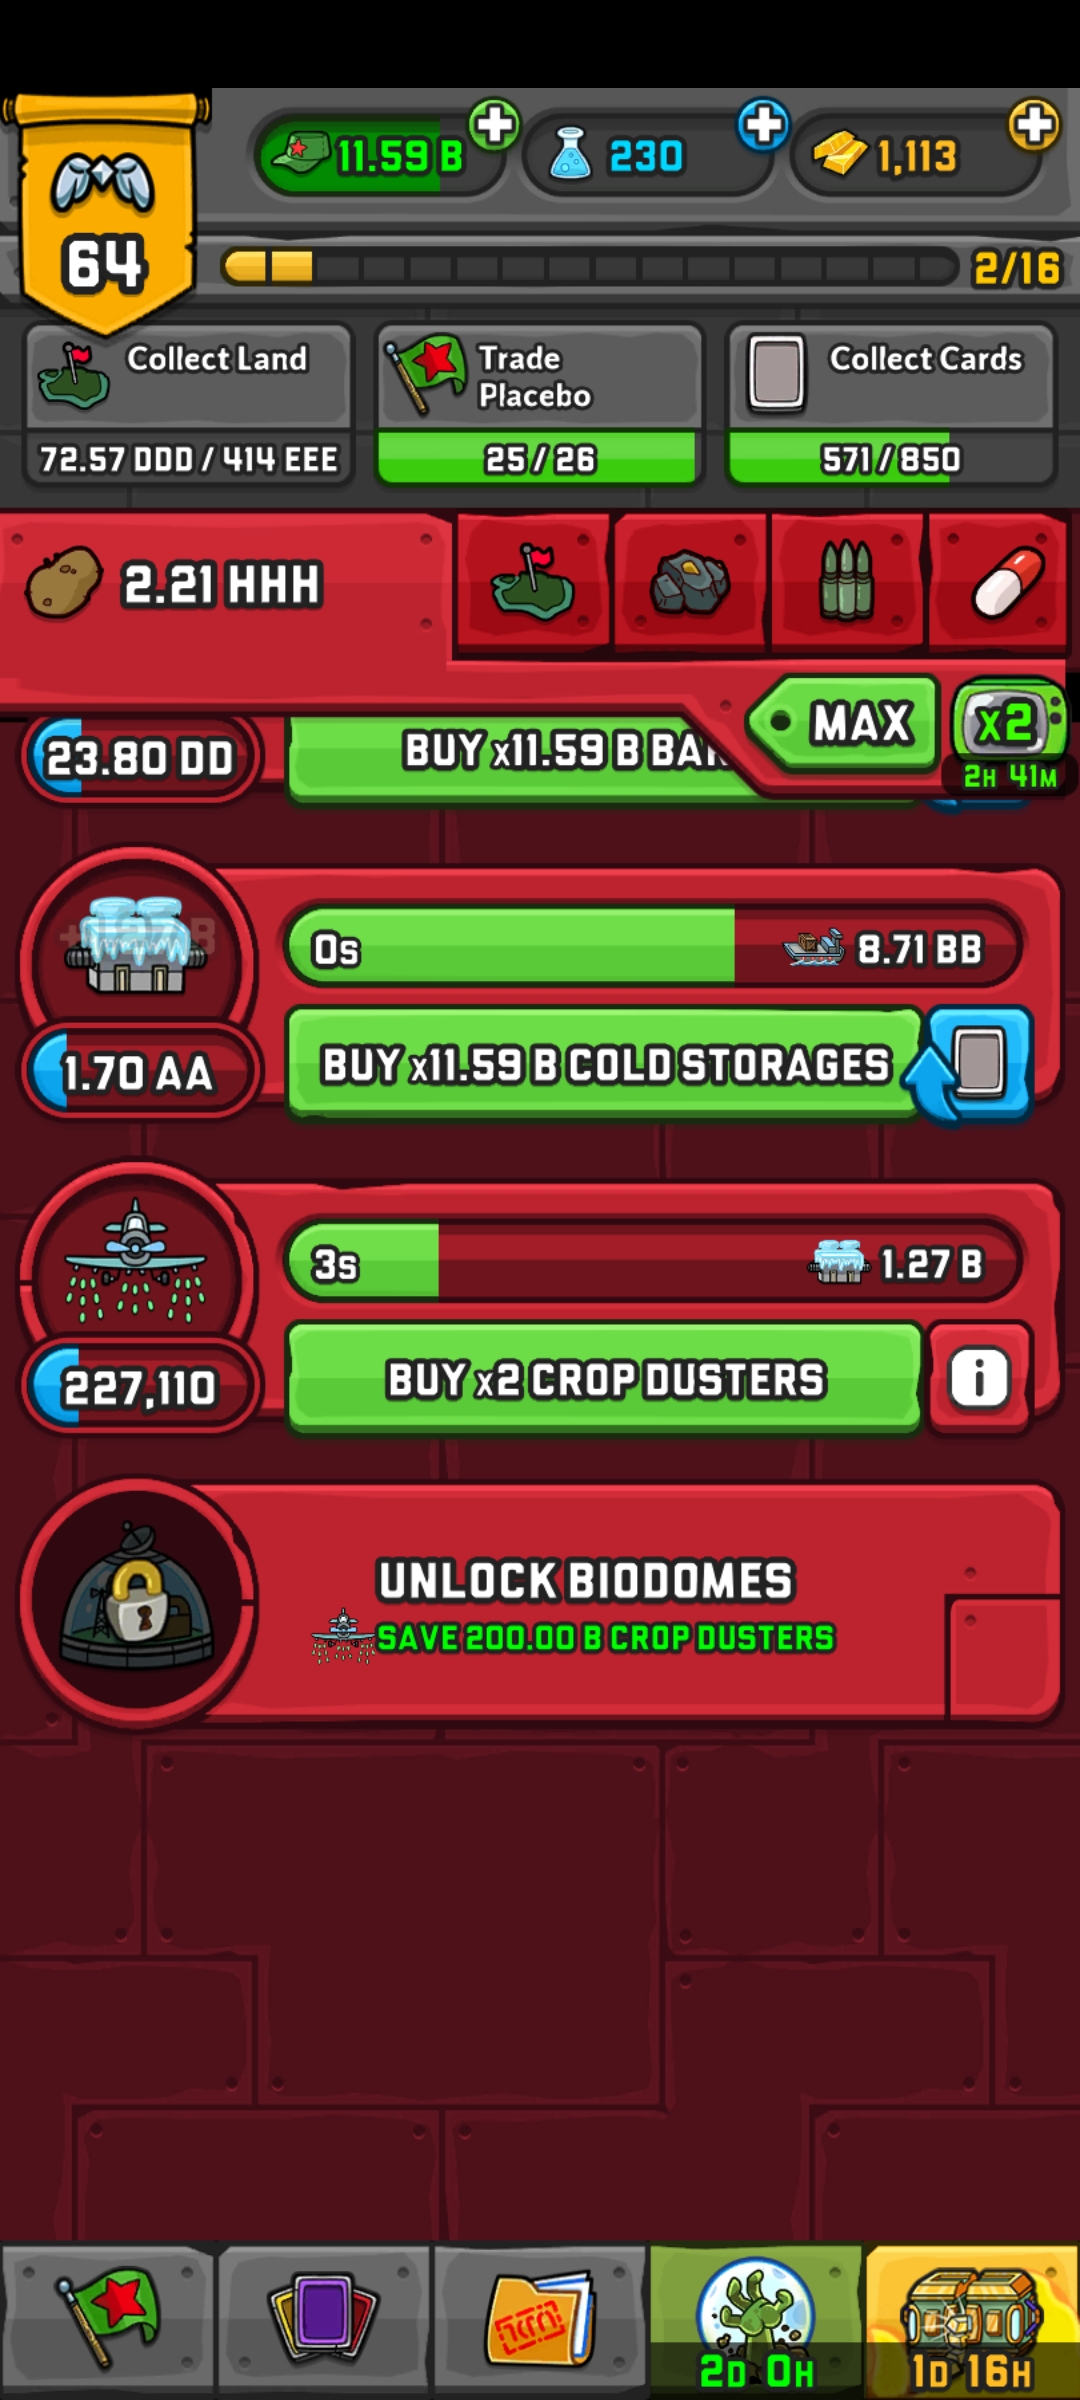 11.59 B
230
1,113
64
2/16
Collect Land
72.57 DDD / 414 EEE
Trade
Placebo
25 / 26
Collect Cards
571 / 850
2.21 HHH
MAX
x2
2H 41M
23.80 DD
BUY x11.59 B
0s
8.71 BB
1.70 AA
BUY x11.59 B COLD STORAGES
3s
1.27 B
227,110
BUY x2 CROP DUSTERS
i
UNLOCK BIODOMES
SAVE 200.00 B CROP DUSTERS
2D 0H
1D 16H